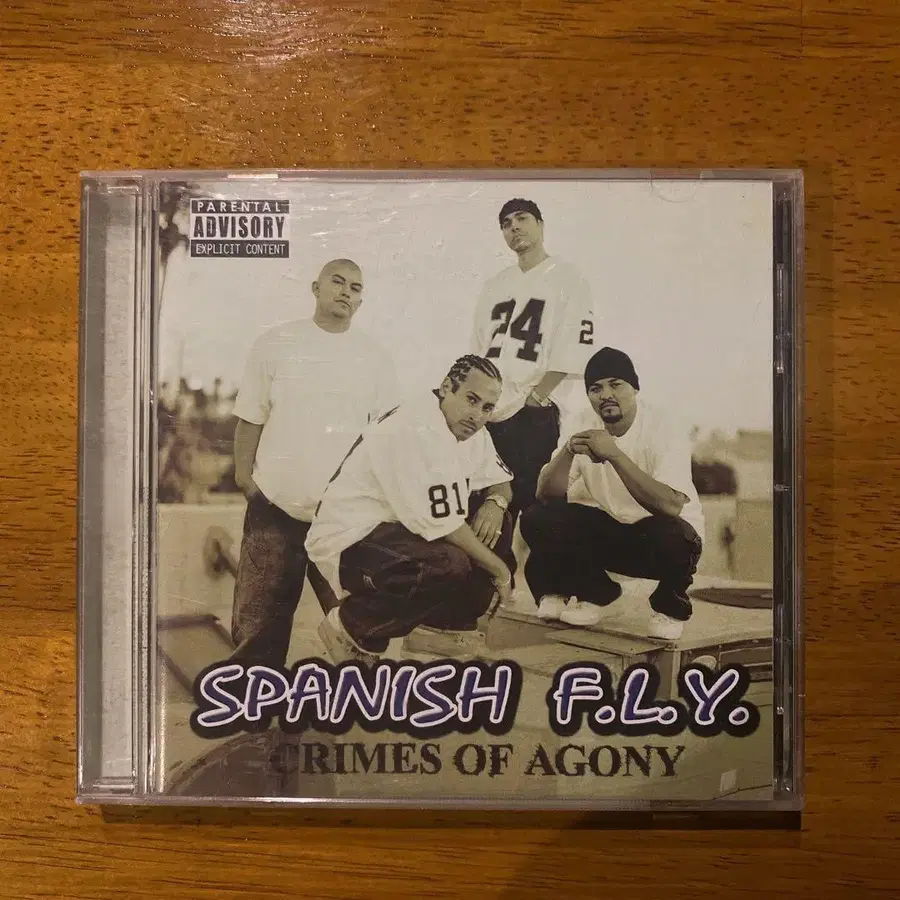 PARENTAL
ADVISORY
EXPLICIT CONTENT
24
2
81
SPANISH F.L.Y.
CRIMES OF AGONY